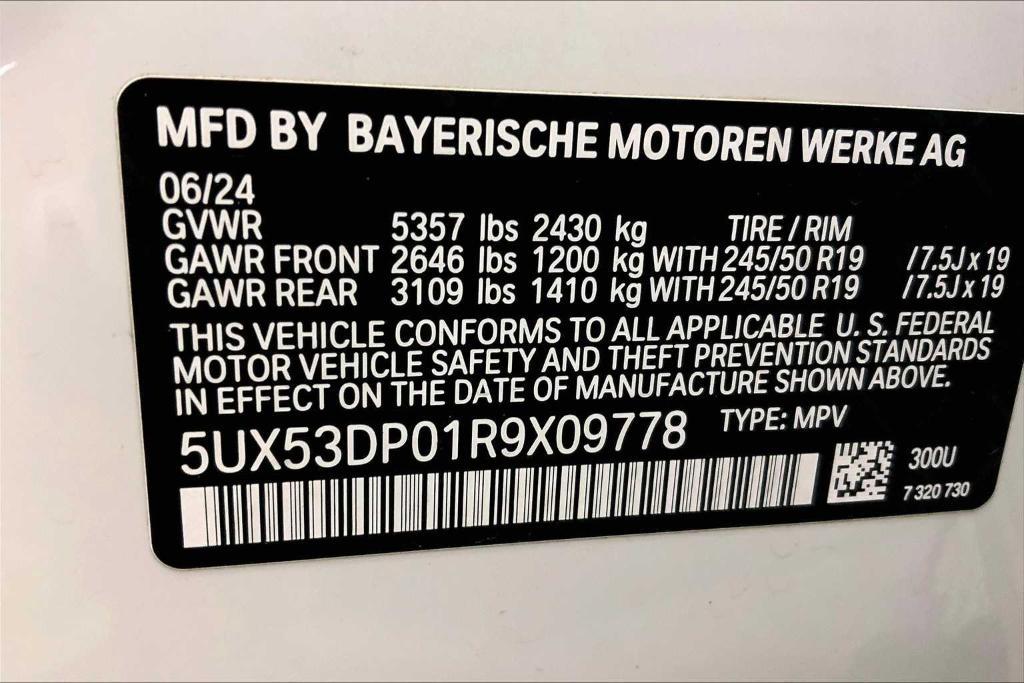 MFD BY BAYERISCHE MOTOREN WERKE AG
06/24
GVWR 5357 lbs 2430 kg TIRE / RIM
GAWR FRONT 2646 lbs 1200 kg WITH 245/50 R19 / 7.5J x 19
GAWR REAR 3109 lbs 1410 kg WITH 245/50 R19 / 7.5J x 19
THIS VEHICLE CONFORMS TO ALL APPLICABLE U. S. FEDERAL
MOTOR VEHICLE SAFETY AND THEFT PREVENTION STANDARDS
IN EFFECT ON THE DATE OF MANUFACTURE SHOWN ABOVE.
5UX53DP01R9X09778 TYPE: MPV
300U
7 320 730